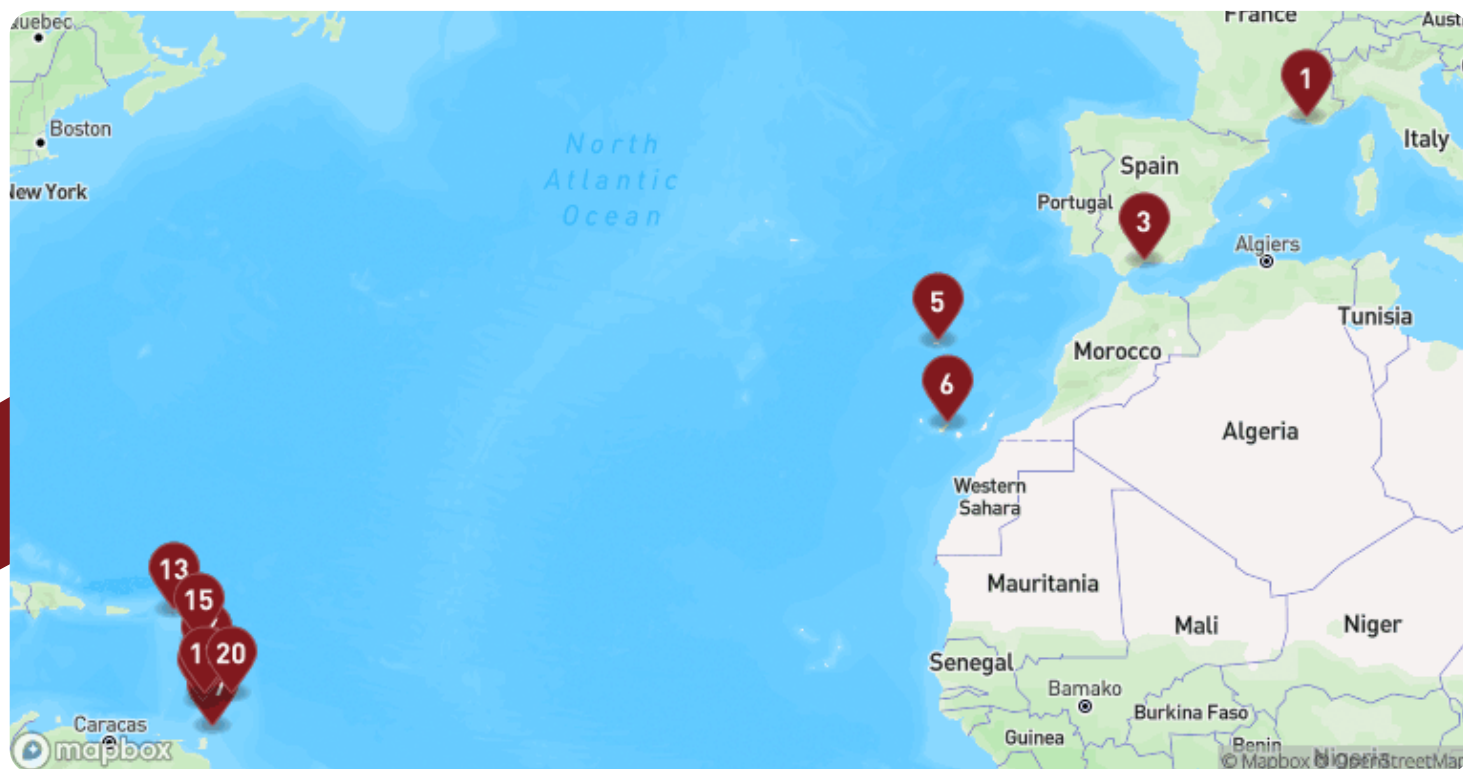 Quebec
France
Aust
1
Boston
Italy
North
Atlantic
Ocean
Spain
New York
Portugal
3
Algiers
5
Tunisia
Morocco
6
Algeria
Western
Sahara
13
Mauritania
15
Mali
Niger
20
Senegal
Bamako
Burkina Faso
Caracas
Guinea
Benin
mapbox
Nigeria
© Mapbox © OpenStreetMap